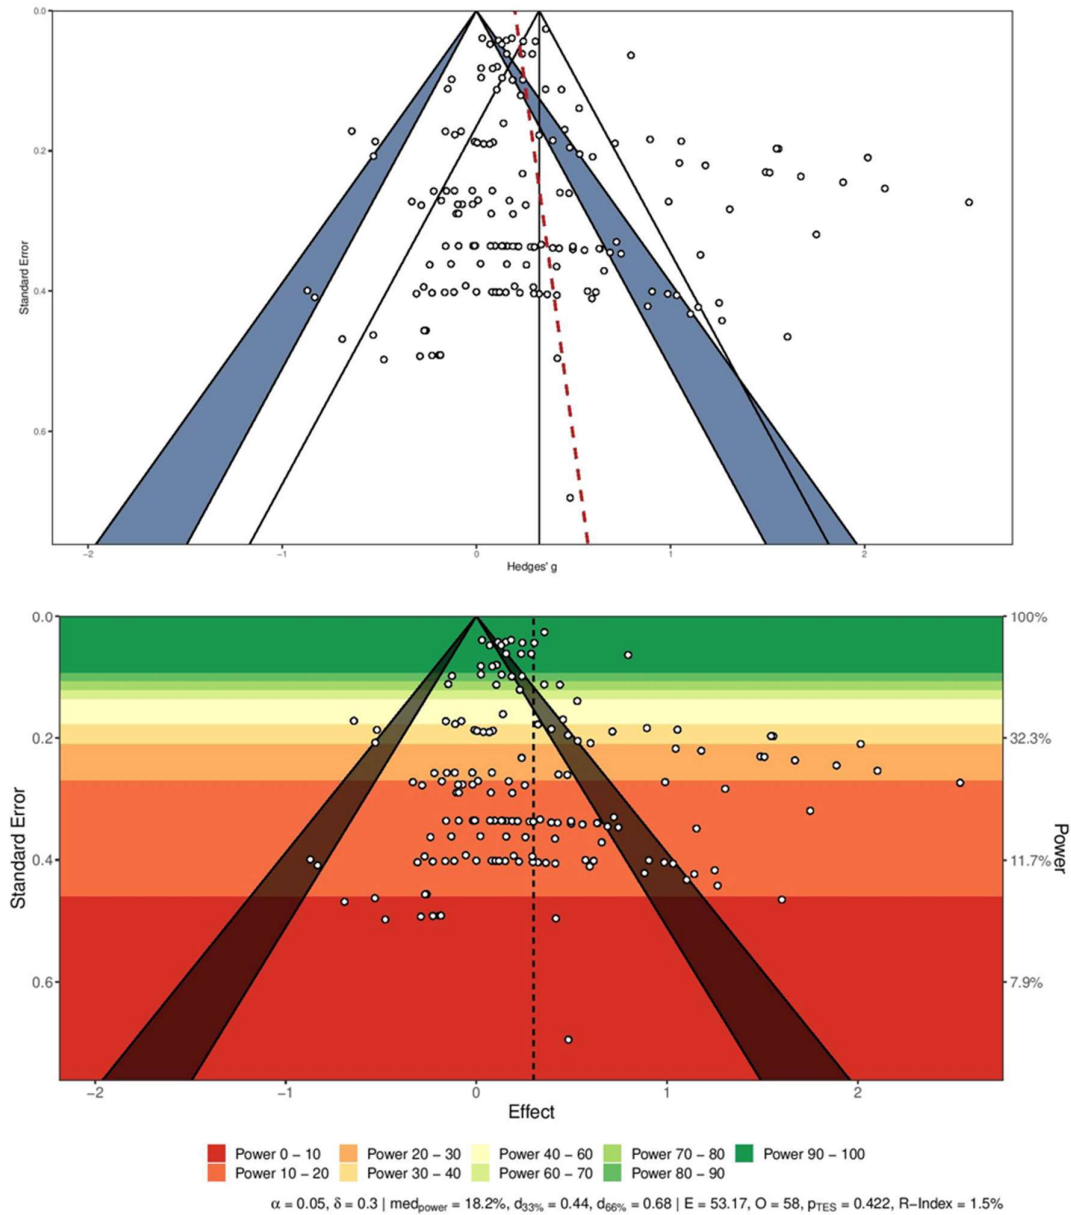 0.0
0.2
0.4
0.6
Standard Error
−2
−1
0
1
2
Hedges' g
0.0
0.2
0.4
0.6
Standard Error
100%
32.3%
11.7%
7.9%
Power
−2
−1
0
1
2
Effect
Power 0 − 10
Power 20 − 30
Power 40 − 60
Power 70 − 80
Power 90 − 100
Power 10 − 20
Power 30 − 40
Power 60 − 70
Power 80 − 90
α = 0.05, δ = 0.3 | medpower = 18.2%, d33% = 0.44, d66% = 0.68 | E = 53.17, O = 58, pTES = 0.422, R−Index = 1.5%